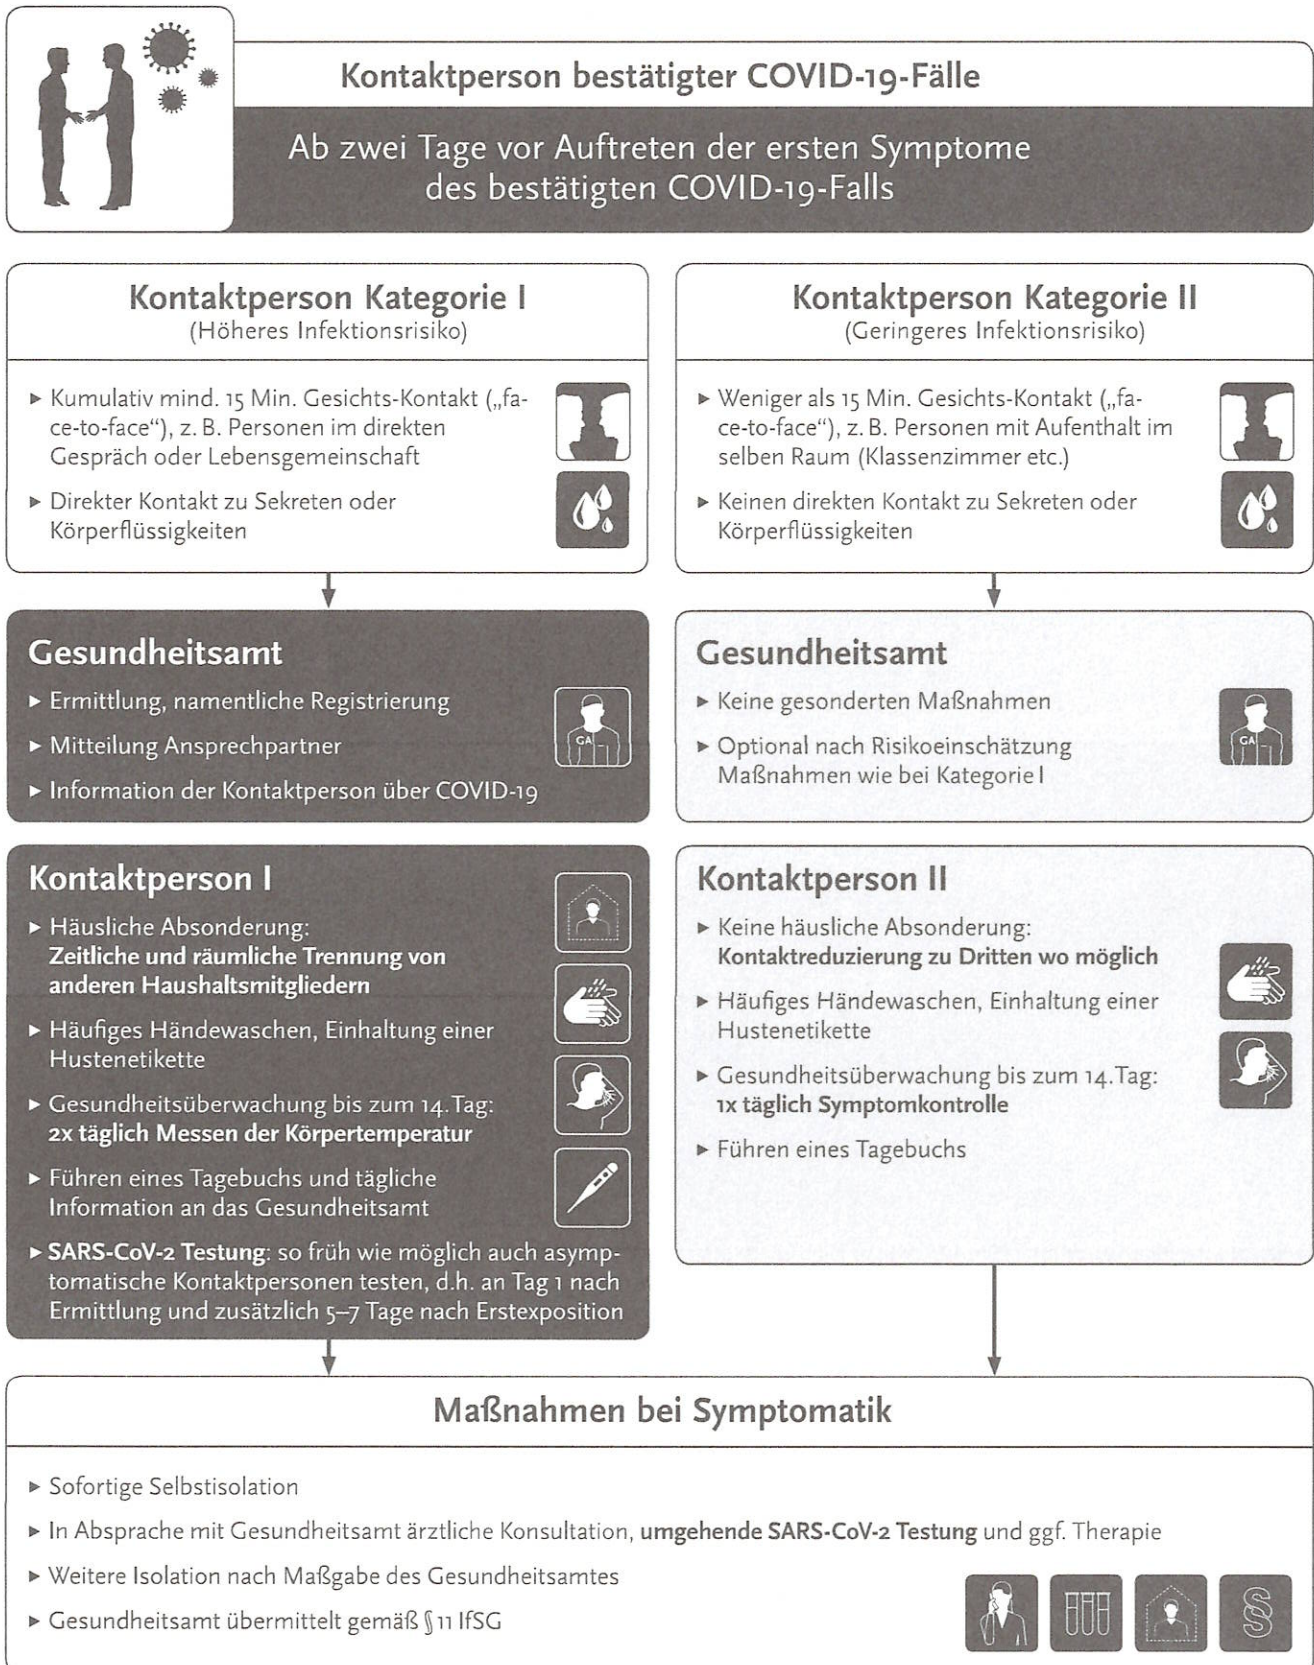 Kontaktperson bestätigter COVID-19-Fälle
Ab zwei Tage vor Auftreten der ersten Symptome
des bestätigten COVID-19-Falls
Kontaktperson Kategorie I
(Höheres Infektionsrisiko)
▸ Kumulativ mind. 15 Min. Gesichts-Kontakt („fa-
ce-to-face“), z. B. Personen im direkten
Gespräch oder Lebensgemeinschaft
▸ Direkter Kontakt zu Sekreten oder
Körperflüssigkeiten
Gesundheitsamt
▸ Ermittlung, namentliche Registrierung
▸ Mitteilung Ansprechpartner
▸ Information der Kontaktperson über COVID-19
GA
Kontaktperson I
▸ Häusliche Absonderung:
Zeitliche und räumliche Trennung von
anderen Haushaltsmitgliedern
▸ Häufiges Händewaschen, Einhaltung einer
Hustenetikette
▸ Gesundheitsüberwachung bis zum 14.Tag:
2x täglich Messen der Körpertemperatur
▸ Führen eines Tagebuchs und tägliche
Information an das Gesundheitsamt
▸ SARS-CoV-2 Testung: so früh wie möglich auch asymp-
tomatische Kontaktpersonen testen, d.h. an Tag 1 nach
Ermittlung und zusätzlich 5–7 Tage nach Erstexposition
Kontaktperson Kategorie II
(Geringeres Infektionsrisiko)
▸ Weniger als 15 Min. Gesichts-Kontakt („fa-
ce-to-face“), z. B. Personen mit Aufenthalt im
selben Raum (Klassenzimmer etc.)
▸ Keinen direkten Kontakt zu Sekreten oder
Körperflüssigkeiten
Gesundheitsamt
▸ Keine gesonderten Maßnahmen
▸ Optional nach Risikoeinschätzung
Maßnahmen wie bei Kategorie I
GA
Kontaktperson II
▸ Keine häusliche Absonderung:
Kontaktreduzierung zu Dritten wo möglich
▸ Häufiges Händewaschen, Einhaltung einer
Hustenetikette
▸ Gesundheitsüberwachung bis zum 14.Tag:
1x täglich Symptomkontrolle
▸ Führen eines Tagebuchs
Maßnahmen bei Symptomatik
▸ Sofortige Selbstisolation
▸ In Absprache mit Gesundheitsamt ärztliche Konsultation, umgehende SARS-CoV-2 Testung und ggf. Therapie
▸ Weitere Isolation nach Maßgabe des Gesundheitsamtes
▸ Gesundheitsamt übermittelt gemäß § 11 IfSG
§